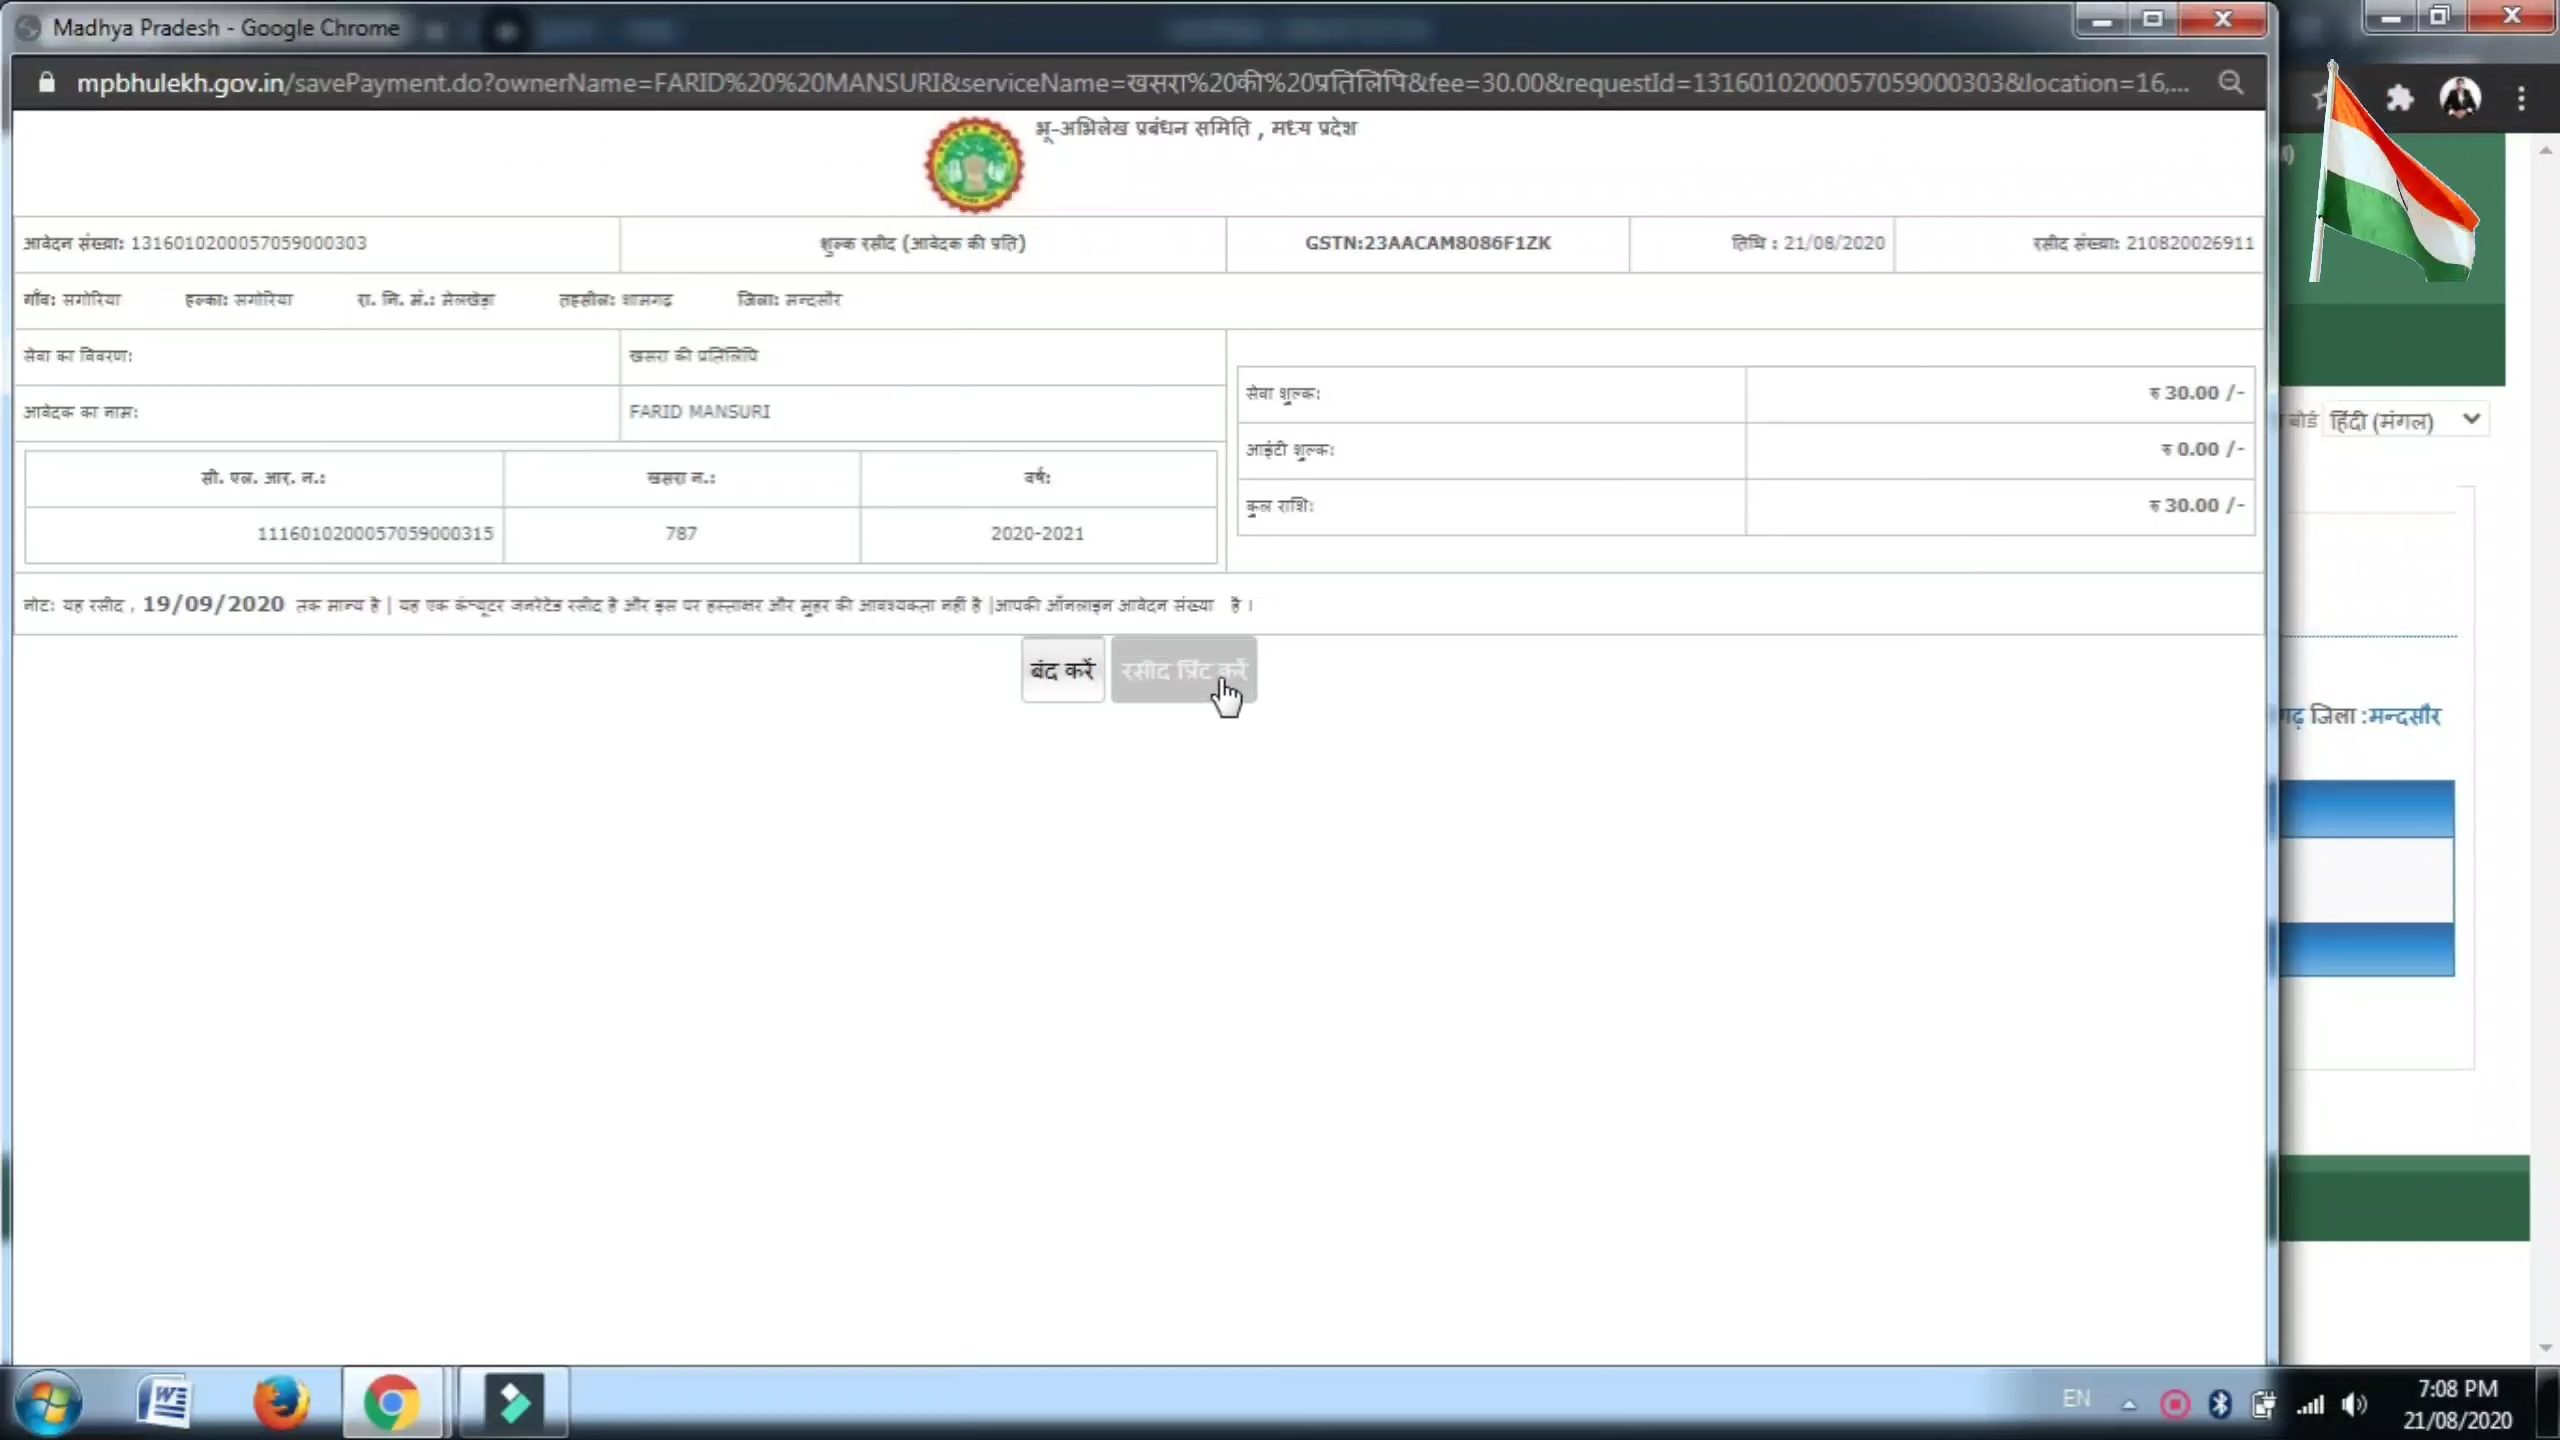 Madhya Pradesh - Google Chrome
mpbhulekh.gov.in/savePayment.do?ownerName=FARID%20%20MANSURI&serviceName=खसरा%20की%20प्रतिलिपि&fee=30.00&requestId=1316010200057059000303&location=16,...
भू-अभिलेख प्रबंधन समिति , मध्य प्रदेश
आवेदन संख्या: 1316010200057059000303 शुल्क रसीद (आवेदक की प्रति) GSTN:23AACAM8086F1ZK तिथि : 21/08/2020 रसीद संख्या: 210820026911
गाँव: सगोरिया हल्का: सगोरिया रा. नि. मं.: मेलखेड़ा तहसील: शामगढ़ जिला: मन्दसौर
सेवा का विवरण: खसरा की प्रतिलिपि
आवेदक का नाम: FARID MANSURI
सेवा शुल्क: रु 30.00 /-
आईटी शुल्क: रु 0.00 /-
कुल राशि: रु 30.00 /-
सी. एल. आर. न.: खसरा न.: वर्ष:
1116010200057059000315 787 2020-2021
नोट: यह रसीद , 19/09/2020 तक मान्य है | यह एक कंप्यूटर जनरेटेड रसीद है और इस पर हस्ताक्षर और मुहर की आवश्यकता नहीं है |आपकी ऑनलाइन आवेदन संख्या है ।
बंद करें रसीद प्रिंट करें
बोर्ड हिंदी (मंगल)
गढ़ जिला :मन्दसौर
EN
7:08 PM
21/08/2020